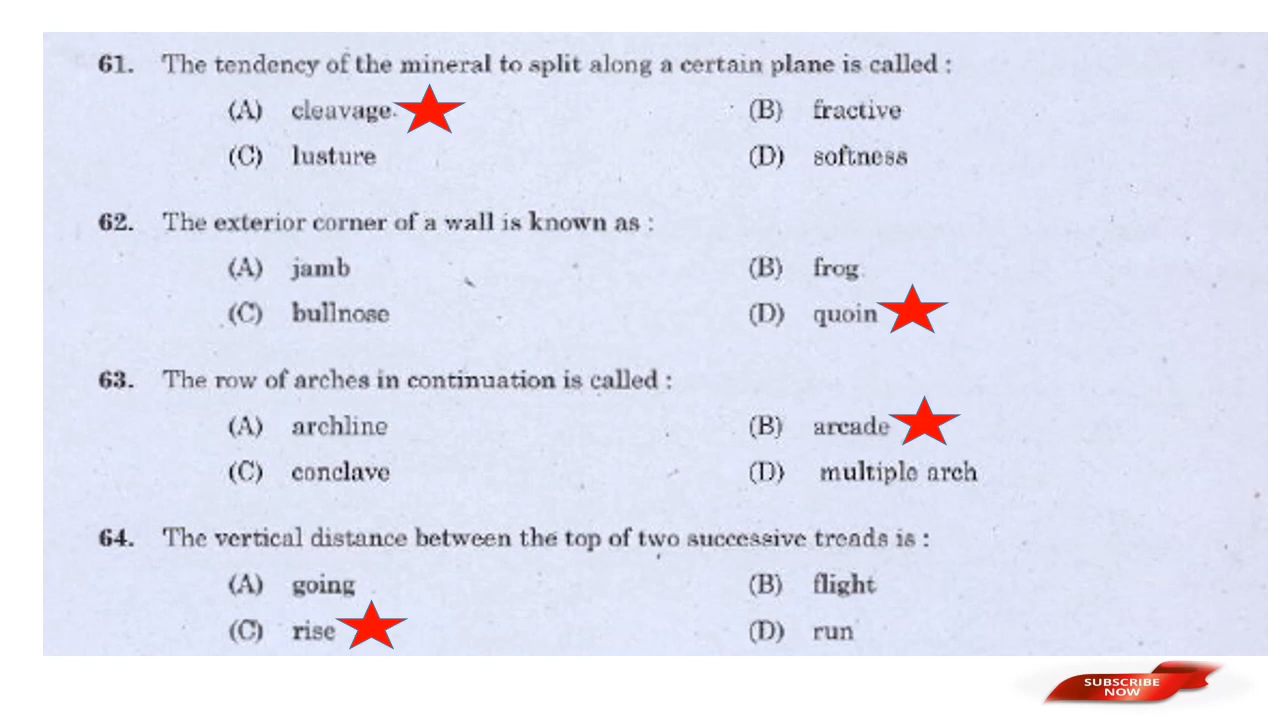 61. The tendency of the mineral to split along a certain plane is called :
(A) cleavage (B) fractive
(C) lusture (D) softness
62. The exterior corner of a wall is known as :
(A) jamb (B) frog
(C) bullnose (D) quoin
63. The row of arches in continuation is called :
(A) archline (B) arcade
(C) conclave (D) multiple arch
64. The vertical distance between the top of two successive treads is :
(A) going (B) flight
(C) rise (D) run
SUBSCRIBE
NOW